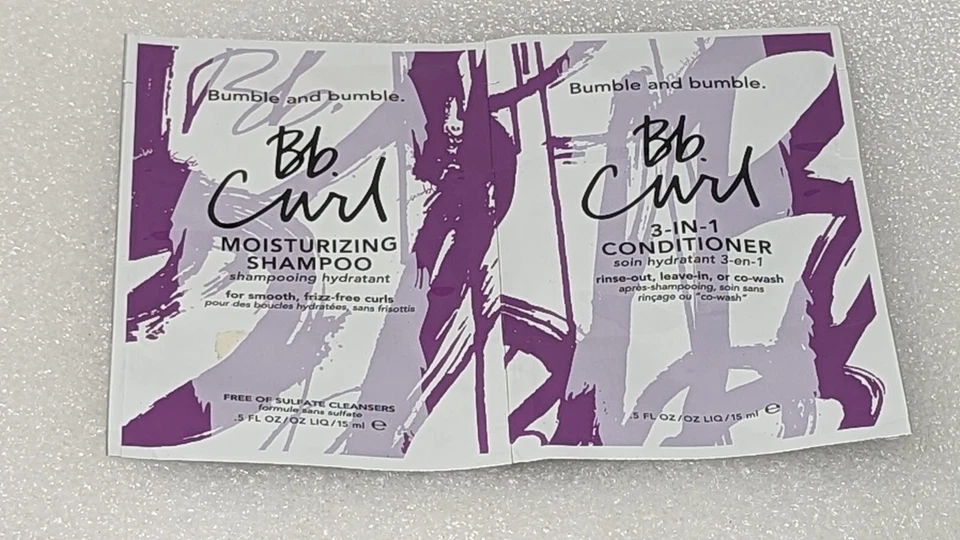 Bb.
Bumble and bumble.
Bb.
Curl
MOISTURIZING
SHAMPOO
shampooing hydratant
for smooth, frizz-free curls
pour des boucles hydratées, sans frisottis
FREE OF SULFATE CLEANSERS
formule sans sulfate
.5 FL OZ/OZ LIQ/15 ml e
Bumble and bumble.
Bb.
Curl
3-IN-1
CONDITIONER
soin hydratant 3-en-1
rinse-out, leave-in, or co-wash
après-shampooing, soin sans
rinçage ou "co-wash"
.5 FL OZ/OZ LIQ/15 ml e